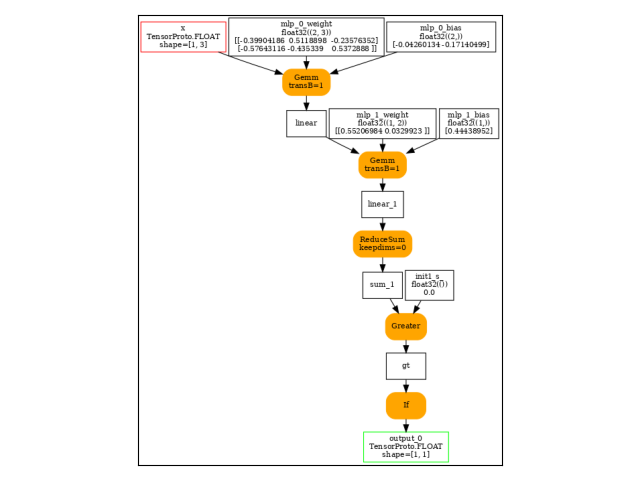 x
TensorProto.FLOAT
shape=[1, 3]
mlp_0_weight
float32((2, 3))
[[-0.39904186 0.5118898 -0.23576352]
[-0.57643116 -0.435339 0.5372888 ]]
mlp_0_bias
float32((2,))
[-0.04260134 -0.17140499]
Gemm
transB=1
linear
mlp_1_weight
float32((1, 2))
[[0.55206984 0.0329923 ]]
mlp_1_bias
float32((1,))
[0.44438952]
Gemm
transB=1
linear_1
ReduceSum
keepdims=0
sum_1
init1_s_
float32(())
0.0
Greater
gt
If
output_0
TensorProto.FLOAT
shape=[1, 1]